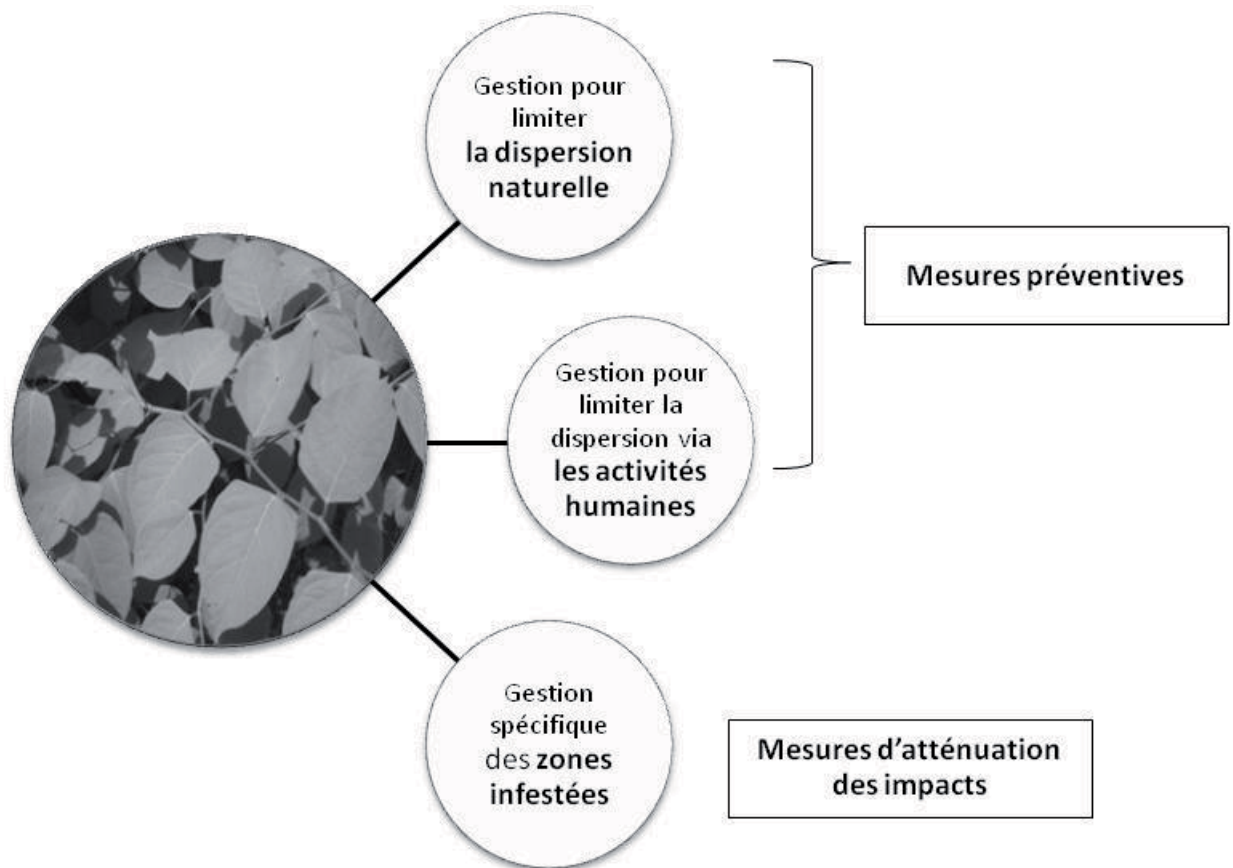 Gestion pour
limiter
la dispersion
naturelle
Mesures préventives
Gestion pour
limiter la
dispersion via
les activités
humaines
Gestion
spécifique
des zones
infestées
Mesures d’atténuation
des impacts